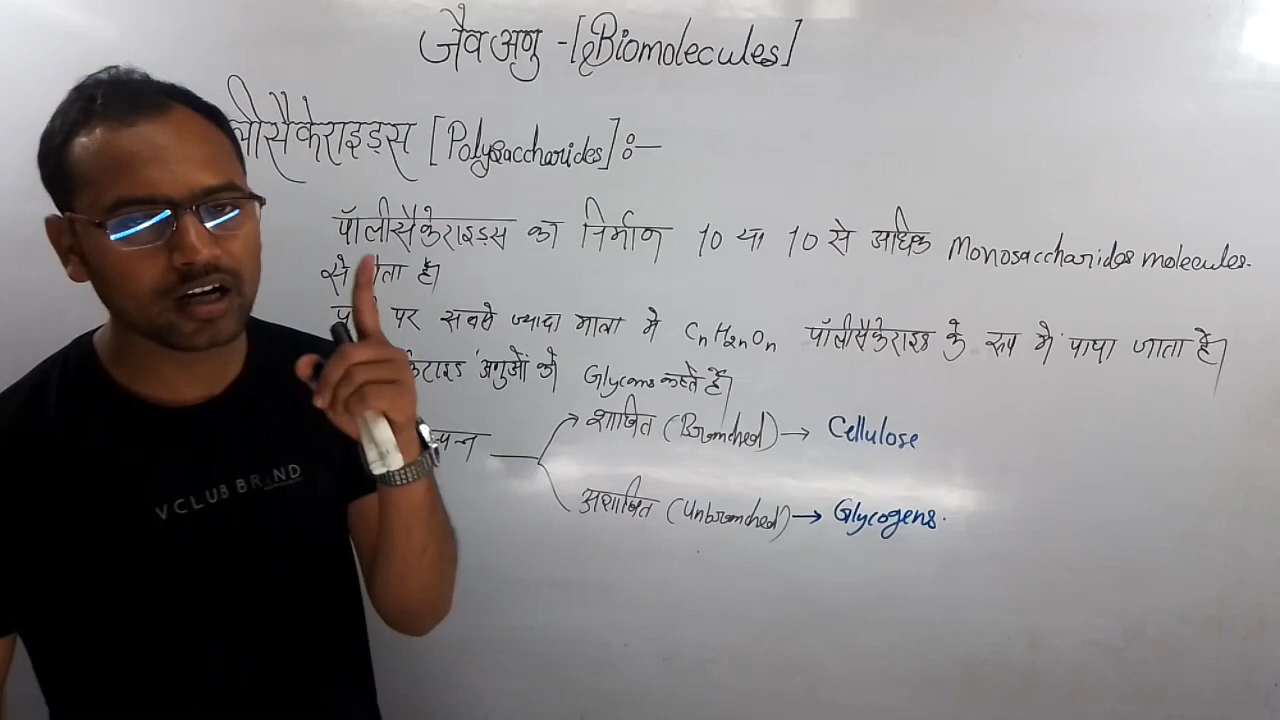 जैव अणु -[Biomolecules]
लीसैकेराइड्स [Polysaccharides]:-
पॉलीसैकेराइड्स का निर्माण 10 या 10 से अधिक Monosaccharides molecules.
से होता है।
पर सबसे ज्यादा मात्रा मे CnH2nOn पॉलीसैकेराइड के रूप में पाया जाता है।
अणुओं को Glycans कहते हैं।
शाखित (Branched) → Cellulose
अशाखित (Unbranched) → Glycogens.
VCLUB BRAND